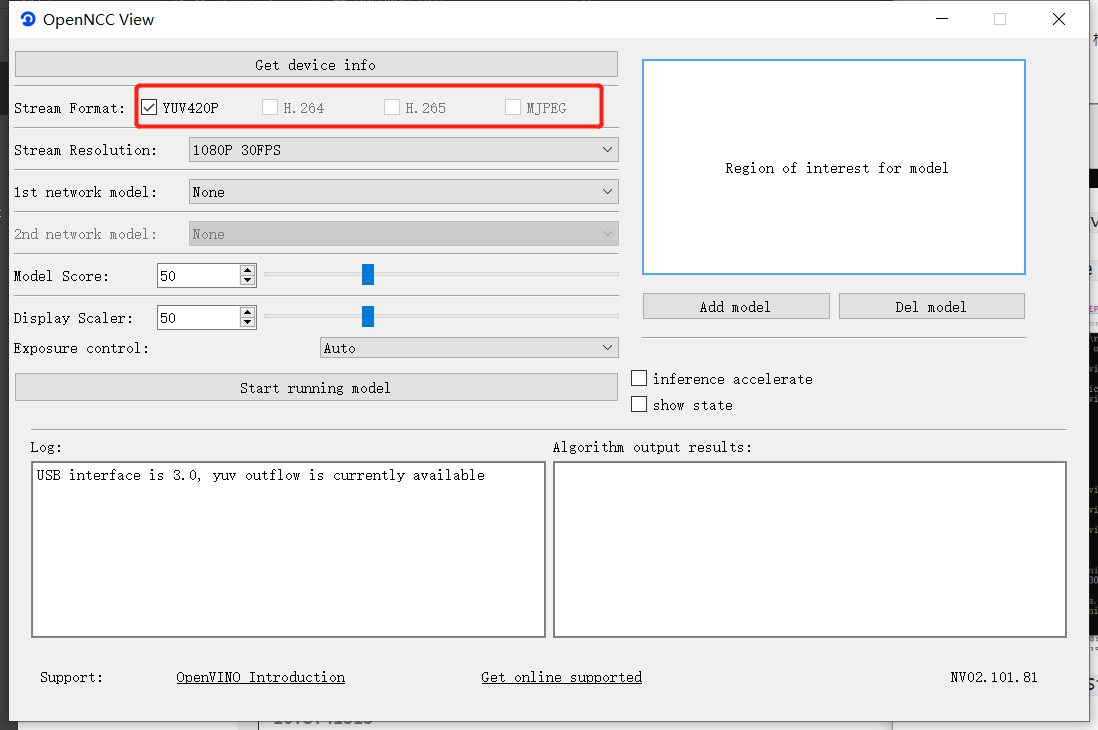 OpenNCC View
Get device info
Stream Format: YUV420P H.264 H.265 MJPEG
Stream Resolution: 1080P 30FPS
1st network model: None
2nd network model: None
Model Score: 50
Display Scaler: 50
Exposure control: Auto
Start running model
Region of interest for model
Add model Del model
inference accelerate
show state
Log:
USB interface is 3.0, yuv outflow is currently available
Algorithm output results:
Support: OpenVINO Introduction Get online supported NV02.101.81